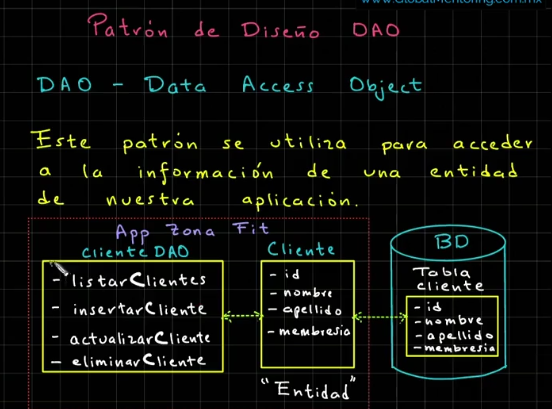 www.GlobalMentoring.com.mx
Patrón de Diseño DAO
DAO - Data Access Object
Este patrón se utiliza para acceder
a la información de una entidad
de nuestra aplicación.
App Zona Fit
Cliente DAO
- listarClientes
- insertarCliente
- actualizarCliente
- eliminarCliente
Cliente
- id
- nombre
- apellido
- membresia
"Entidad"
BD
Tabla
cliente
- id
- nombre
- apellido
- membresia